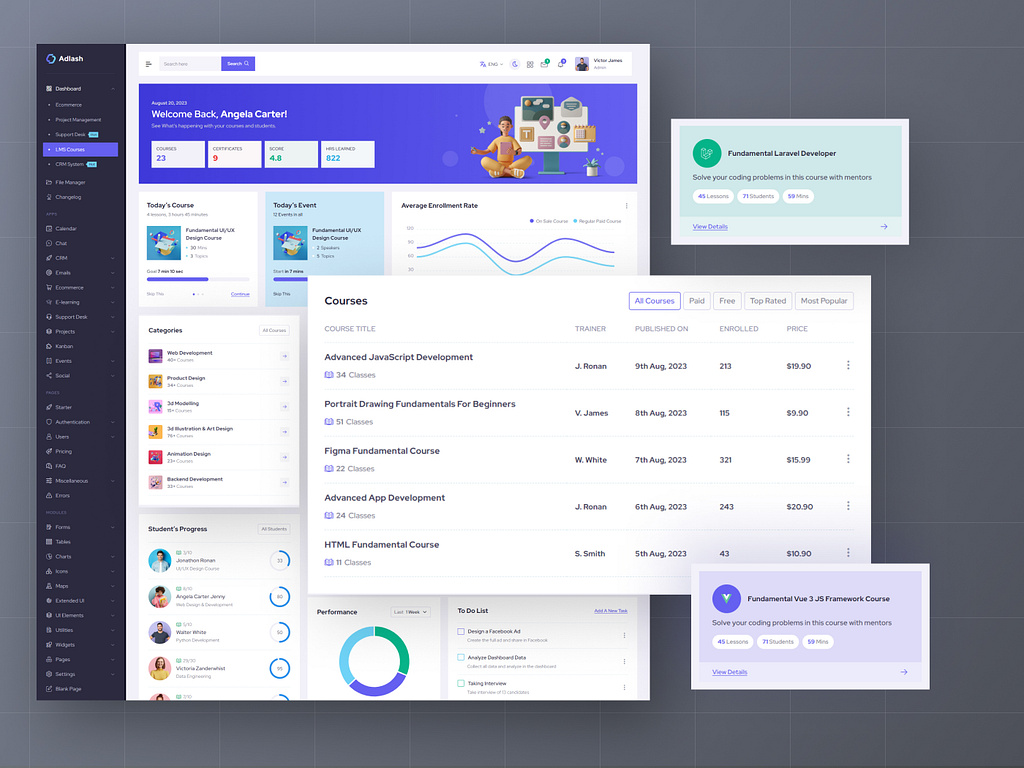 Adlash
Dashboard
Ecommerce
Project Management
Support Desk
LMS Courses
CRM System
File Manager
Changelog
APPS
Calendar
Chat
CRM
Emails
Ecommerce
E-learning
Support Desk
Projects
Kanban
Events
Social
PAGES
Starter
Authentication
Users
Pricing
FAQ
Miscellaneous
Errors
MODULES
Forms
Tables
Charts
Icons
Maps
Extended UI
UI Elements
Utilities
Widgets
Pages
Settings
Blank Page
Search here
Search
ENG
Victor James
Admin
August 20, 2023
Welcome Back, Angela Carter!
See What's happening with your courses and students.
COURSES
23
CERTIFICATES
9
SCORE
4.8
HRS LEARNED
822
Today's Course
4 lessons, 3 hours 45 minutes
Fundamental UI/UX
Design Course
30 Mins
3 Topics
Goal 7 min 10 sec
Skip This
Continue
Today's Event
12 Events in all
Fundamental UI/UX
Design Course
2 Speakers
5 Topics
Start in 7 mins
Skip This
Average Enrollment Rate
On Sale Course
Regular Paid Course
120
90
60
30
Categories
All Courses
Web Development
40+ Courses
Product Design
34+ Courses
3d Modelling
15+ Courses
3d Illustration & Art Design
76+ Courses
Animation Design
23+ Courses
Backend Development
33+ Courses
Student's Progress
All Students
3/10
Jonathon Ronan
UI/UX Design Course
33
8/10
Angela Carter Jenny
Web Design & Development
80
5/10
Walter White
Python Development
50
29/30
Victoria Zanderwhist
Data Engineering
95
Courses
All Courses
Paid
Free
Top Rated
Most Popular
COURSE TITLE
TRAINER
PUBLISHED ON
ENROLLED
PRICE
Advanced JavaScript Development
34 Classes
J. Ronan
9th Aug, 2023
213
$19.90
Portrait Drawing Fundamentals For Beginners
51 Classes
V. James
8th Aug, 2023
115
$9.90
Figma Fundamental Course
22 Classes
W. White
7th Aug, 2023
321
$15.99
Advanced App Development
24 Classes
J. Ronan
6th Aug, 2023
243
$20.90
HTML Fundamental Course
11 Classes
S. Smith
5th Aug, 2023
43
$10.90
Performance
Last 1 Week
To Do List
Add A New Task
Design a Facebook Ad
Create the full ad and share in Facebook
Analyze Dashboard Data
Collect all data and analyze in the dashboard
Taking Interview
Take interview of 13 candidates
Fundamental Laravel Developer
Solve your coding problems in this course with mentors
45 Lessons
71 Students
59 Mins
View Details
Fundamental Vue 3 JS Framework Course
Solve your coding problems in this course with mentors
45 Lessons
71 Students
59 Mins
View Details